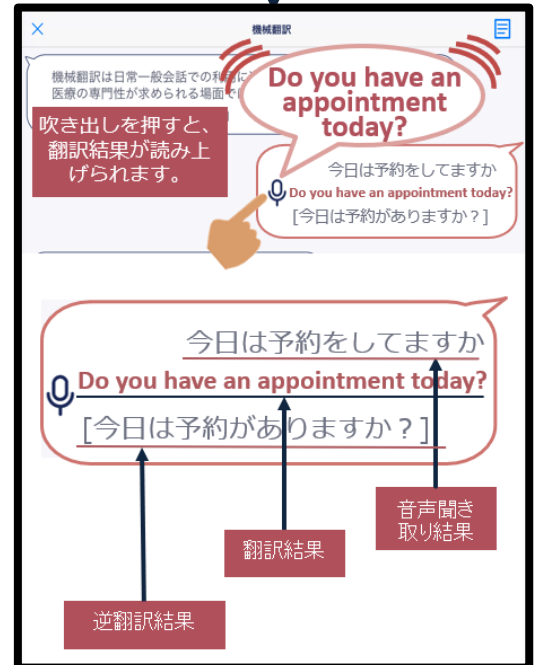 機械翻訳
機械翻訳は日常一般会話での利
医療の専門性が求められる場面で
Do you have an
appointment
today?
吹き出しを押すと、
翻訳結果が読み上
げられます。
今日は予約をしてますか
Do you have an appointment today?
[今日は予約がありますか？]
今日は予約をしてますか
Do you have an appointment today?
[今日は予約がありますか？]
音声聞き
取り結果
翻訳結果
逆翻訳結果